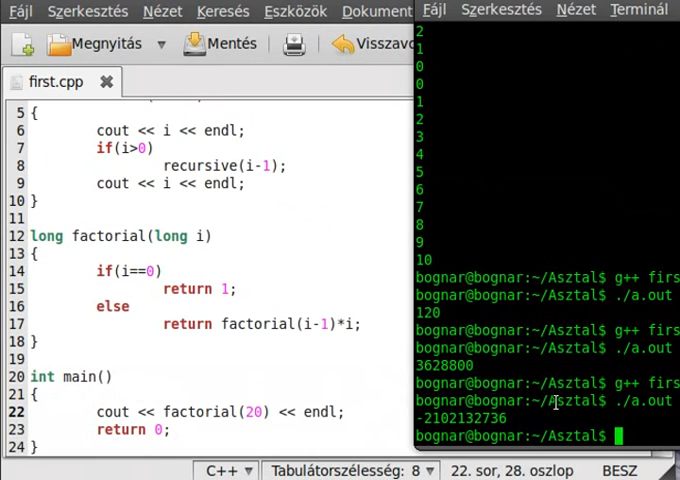 Fájl Szerkesztés Nézet Keresés Eszközök Dokument
Megnyitás Mentés Visszavo
first.cpp
5 {
6 cout << i << endl;
7 if(i>0)
8 recursive(i-1);
9 cout << i << endl;
10 }
11
12 long factorial(long i)
13 {
14 if(i==0)
15 return 1;
16 else
17 return factorial(i-1)*i;
18 }
19
20 int main()
21 {
22 cout << factorial(20) << endl;
23 return 0;
24 }
C++ Tabulátorszélesség: 8 22. sor, 28. oszlop BESZ
Fájl Szerkesztés Nézet Terminál
2
1
0
0
1
2
3
4
5
6
7
8
9
10
bognar@bognar:~/Asztal$ g++ firs
bognar@bognar:~/Asztal$ ./a.out
120
bognar@bognar:~/Asztal$ g++ firs
bognar@bognar:~/Asztal$ ./a.out
3628800
bognar@bognar:~/Asztal$ g++ firs
bognar@bognar:~/Asztal$ ./a.out
-2102132736
bognar@bognar:~/Asztal$